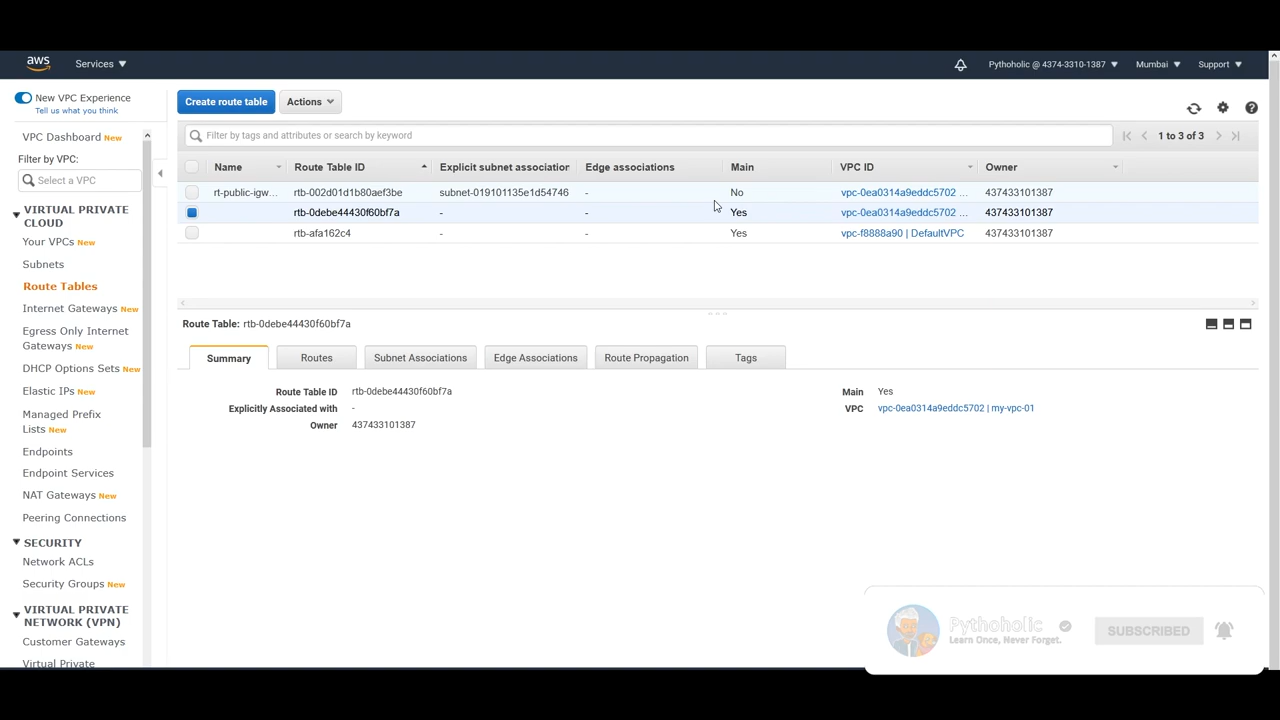 aws
Services
Pythoholic @ 4374-3310-1387
Mumbai
Support
New VPC Experience
Tell us what you think
VPC Dashboard New
Filter by VPC:
Select a VPC
VIRTUAL PRIVATE
CLOUD
Your VPCs New
Subnets
Route Tables
Internet Gateways New
Egress Only Internet
Gateways New
DHCP Options Sets New
Elastic IPs New
Managed Prefix
Lists New
Endpoints
Endpoint Services
NAT Gateways New
Peering Connections
SECURITY
Network ACLs
Security Groups New
VIRTUAL PRIVATE
NETWORK (VPN)
Customer Gateways
Virtual Private
Create route table
Actions
Filter by tags and attributes or search by keyword
1 to 3 of 3
Name Route Table ID Explicit subnet association Edge associations Main VPC ID Owner
rt-public-igw... rtb-002d01d1b80aef3be subnet-019101135e1d54746 - No vpc-0ea0314a9eddc5702 ... 437433101387
rtb-0debe44430f60bf7a - - Yes vpc-0ea0314a9eddc5702 ... 437433101387
rtb-afa162c4 - - Yes vpc-f8888a90 | DefaultVPC 437433101387
Route Table: rtb-0debe44430f60bf7a
Summary Routes Subnet Associations Edge Associations Route Propagation Tags
Route Table ID rtb-0debe44430f60bf7a
Main Yes
Explicitly Associated with -
VPC vpc-0ea0314a9eddc5702 | my-vpc-01
Owner 437433101387
Pythoholic
Learn Once, Never Forget.
SUBSCRIBED